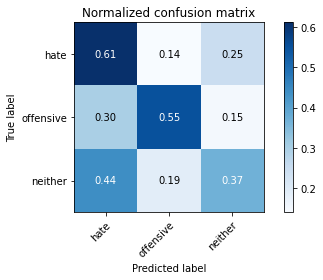 Normalized confusion matrix
hate 0.61 0.14 0.25
offensive 0.30 0.55 0.15
neither 0.44 0.19 0.37
True label
hate offensive neither
Predicted label
0.6
0.5
0.4
0.3
0.2